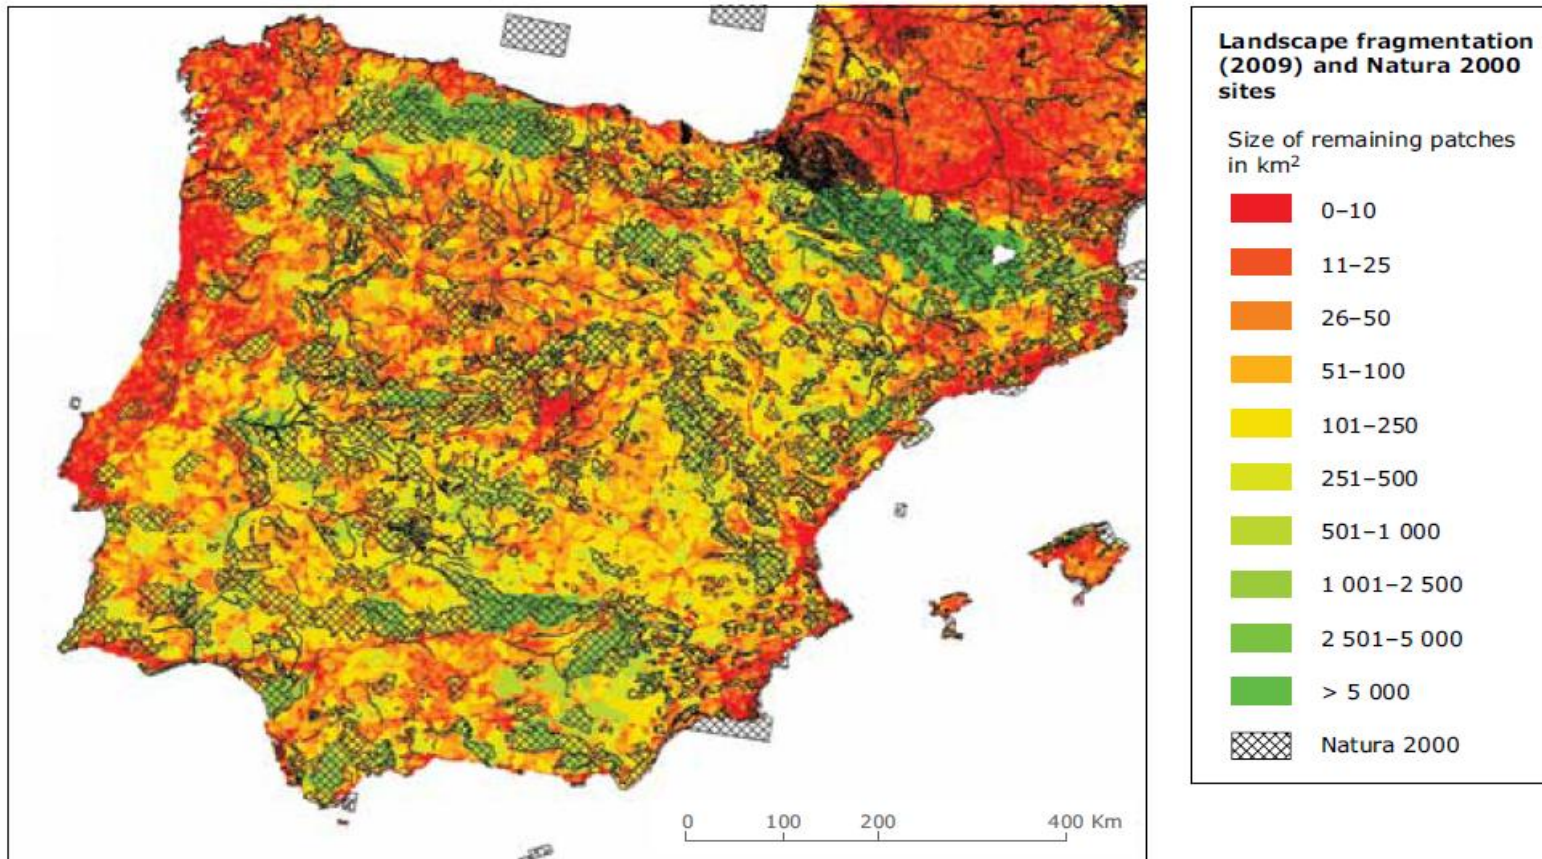 Landscape fragmentation
(2009) and Natura 2000
sites
Size of remaining patches
in km²
0–10
11–25
26–50
51–100
101–250
251–500
501–1 000
1 001–2 500
2 501–5 000
> 5 000
Natura 2000
0 100 200 400 Km